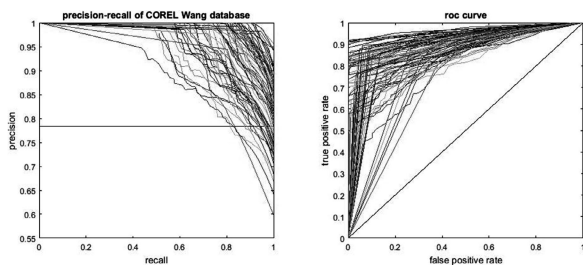 precision-recall of COREL Wang database
1
0.95
0.9
0.85
0.8
0.75
0.7
0.65
0.6
0.55
precision
0 0.2 0.4 0.6 0.8 1
recall
roc curve
1
0.9
0.8
0.7
0.6
0.5
0.4
0.3
0.2
0.1
0
true positive rate
0 0.2 0.4 0.6 0.8 1
false positive rate